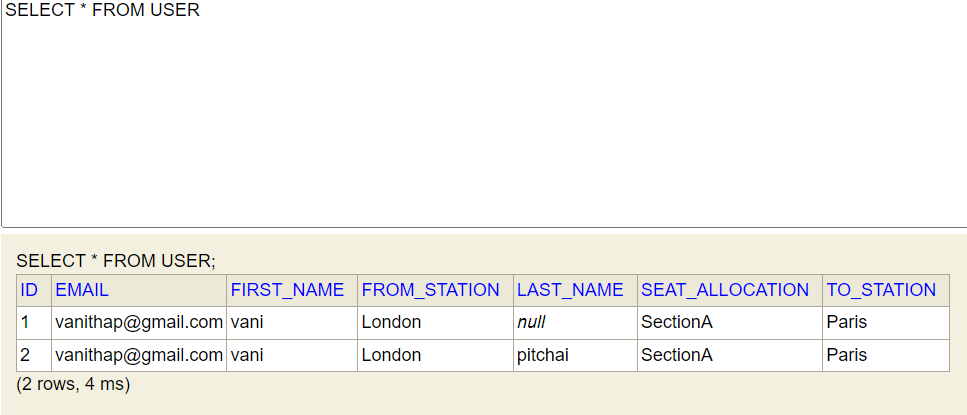 SELECT * FROM USER
SELECT * FROM USER;
ID EMAIL FIRST_NAME FROM_STATION LAST_NAME SEAT_ALLOCATION TO_STATION
1 vanithap@gmail.com vani London null SectionA Paris
2 vanithap@gmail.com vani London pitchai SectionA Paris
(2 rows, 4 ms)